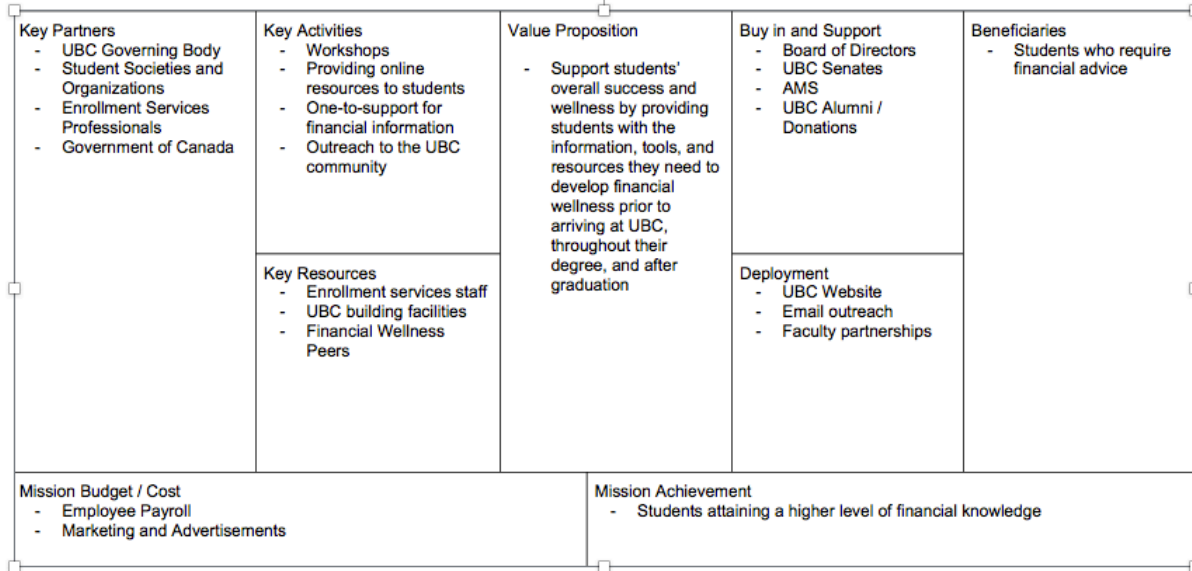 Key Partners
- UBC Governing Body
- Student Societies and
Organizations
- Enrollment Services
Professionals
- Government of Canada
Key Activities
- Workshops
- Providing online
resources to students
- One-to-support for
financial information
- Outreach to the UBC
community
Key Resources
- Enrollment services staff
- UBC building facilities
- Financial Wellness
Peers
Value Proposition
- Support students'
overall success and
wellness by providing
students with the
information, tools, and
resources they need to
develop financial
wellness prior to
arriving at UBC,
throughout their
degree, and after
graduation
Buy in and Support
- Board of Directors
- UBC Senates
- AMS
- UBC Alumni /
Donations
Deployment
- UBC Website
- Email outreach
- Faculty partnerships
Beneficiaries
- Students who require
financial advice
Mission Budget / Cost
- Employee Payroll
- Marketing and Advertisements
Mission Achievement
- Students attaining a higher level of financial knowledge